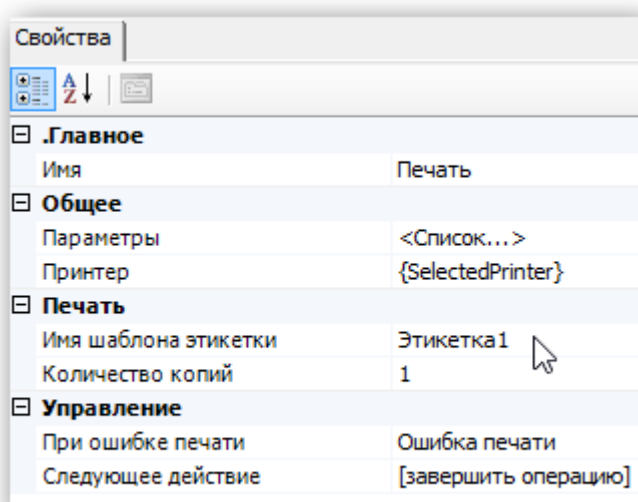 Свойства
.Главное
Имя Печать
Общее
Параметры <Список...>
Принтер {SelectedPrinter}
Печать
Имя шаблона этикетки Этикетка1
Количество копий 1
Управление
При ошибке печати Ошибка печати
Следующее действие [завершить операцию]